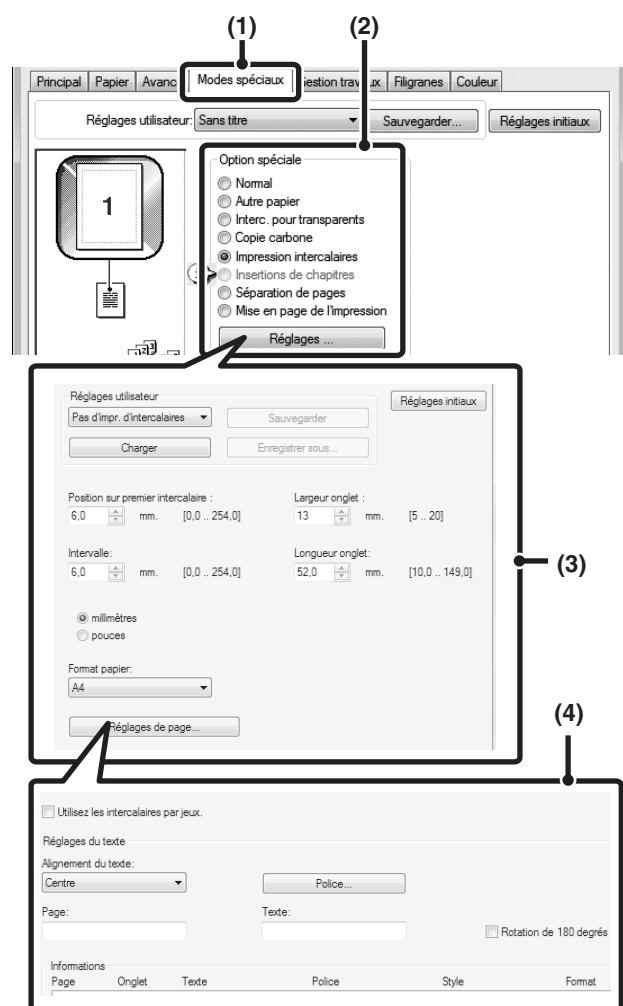 (1) (2)
Principal Papier Avanc Modes spéciaux estion trav ux Filigranes Couleur
Réglages utilisateur: Sans titre Sauvegarder... Réglages initiaux
Option spéciale
Normal
Autre papier
Interc. pour transparents
Copie carbone
Impression intercalaires
Insertions de chapitres
Séparation de pages
Mise en page de l'impression
Réglages ...
1
Réglages utilisateur
Réglages initiaux
Pas d'impr. d'intercalaires Sauvegarder
Charger Enregistrer sous...
Position sur premier intercalaire : Largeur onglet :
6,0 mm. [0,0 .. 254,0] 13 mm. [5 .. 20]
Intervalle: Longueur onglet:
6,0 mm. [0,0 .. 254,0] 52,0 mm. [10,0 .. 149,0]
(3)
millimètres
pouces
Format papier:
A4
Réglages de page...
(4)
Utilisez les intercalaires par jeux.
Réglages du texte
Alignement du texte:
Centre Police...
Page: Texte:
Rotation de 180 degrés
Informations
Page Onglet Texte Police Style Format